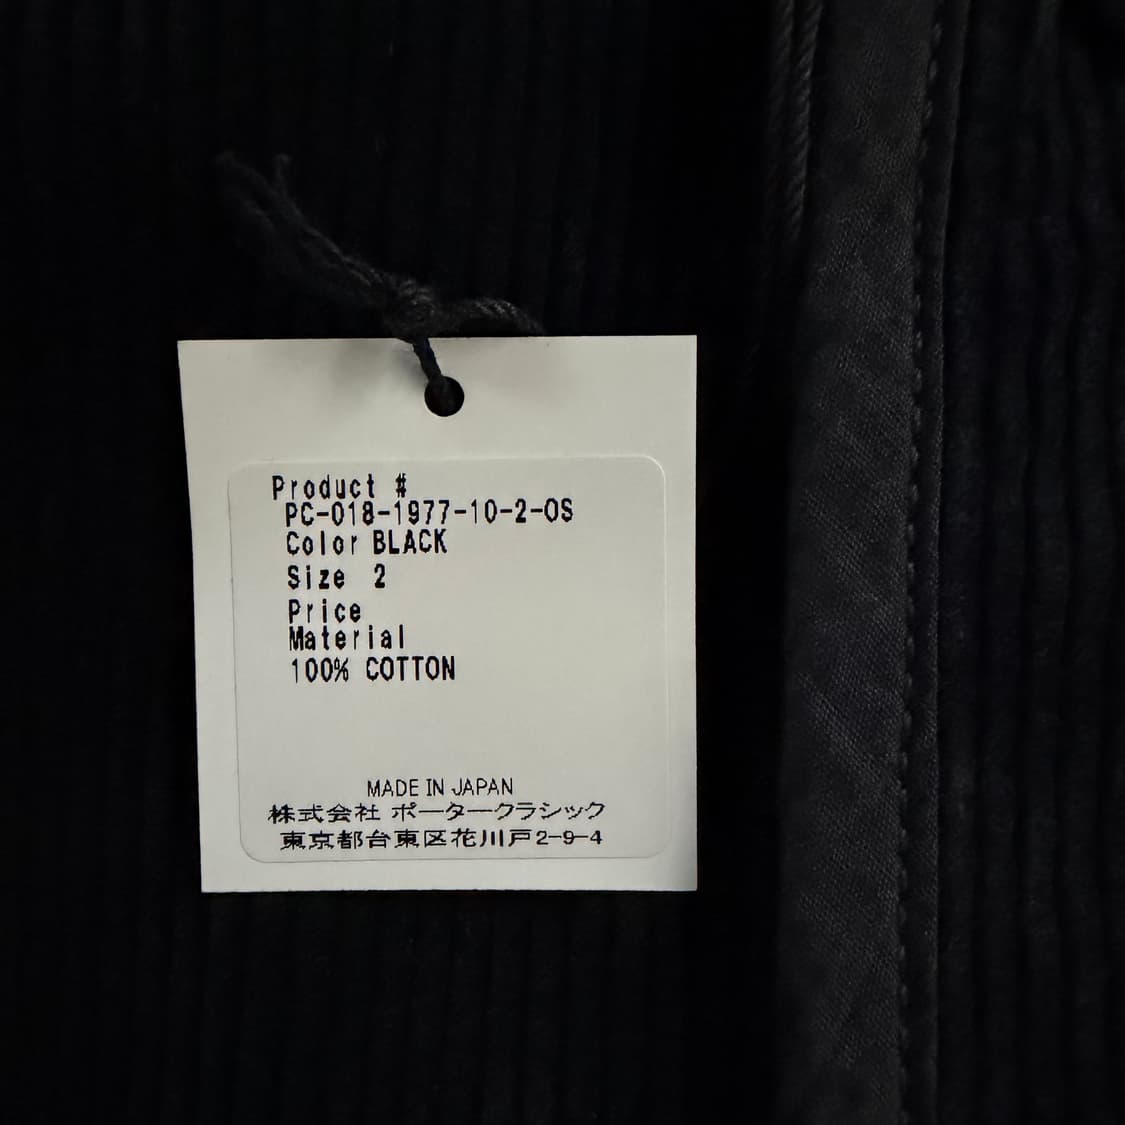 Product #
PC-018-1977-10-2-OS
Color BLACK
Size 2
Price
Material
100% COTTON
MADE IN JAPAN
株式会社 ポータークラシック
東京都台東区花川戸2-9-4